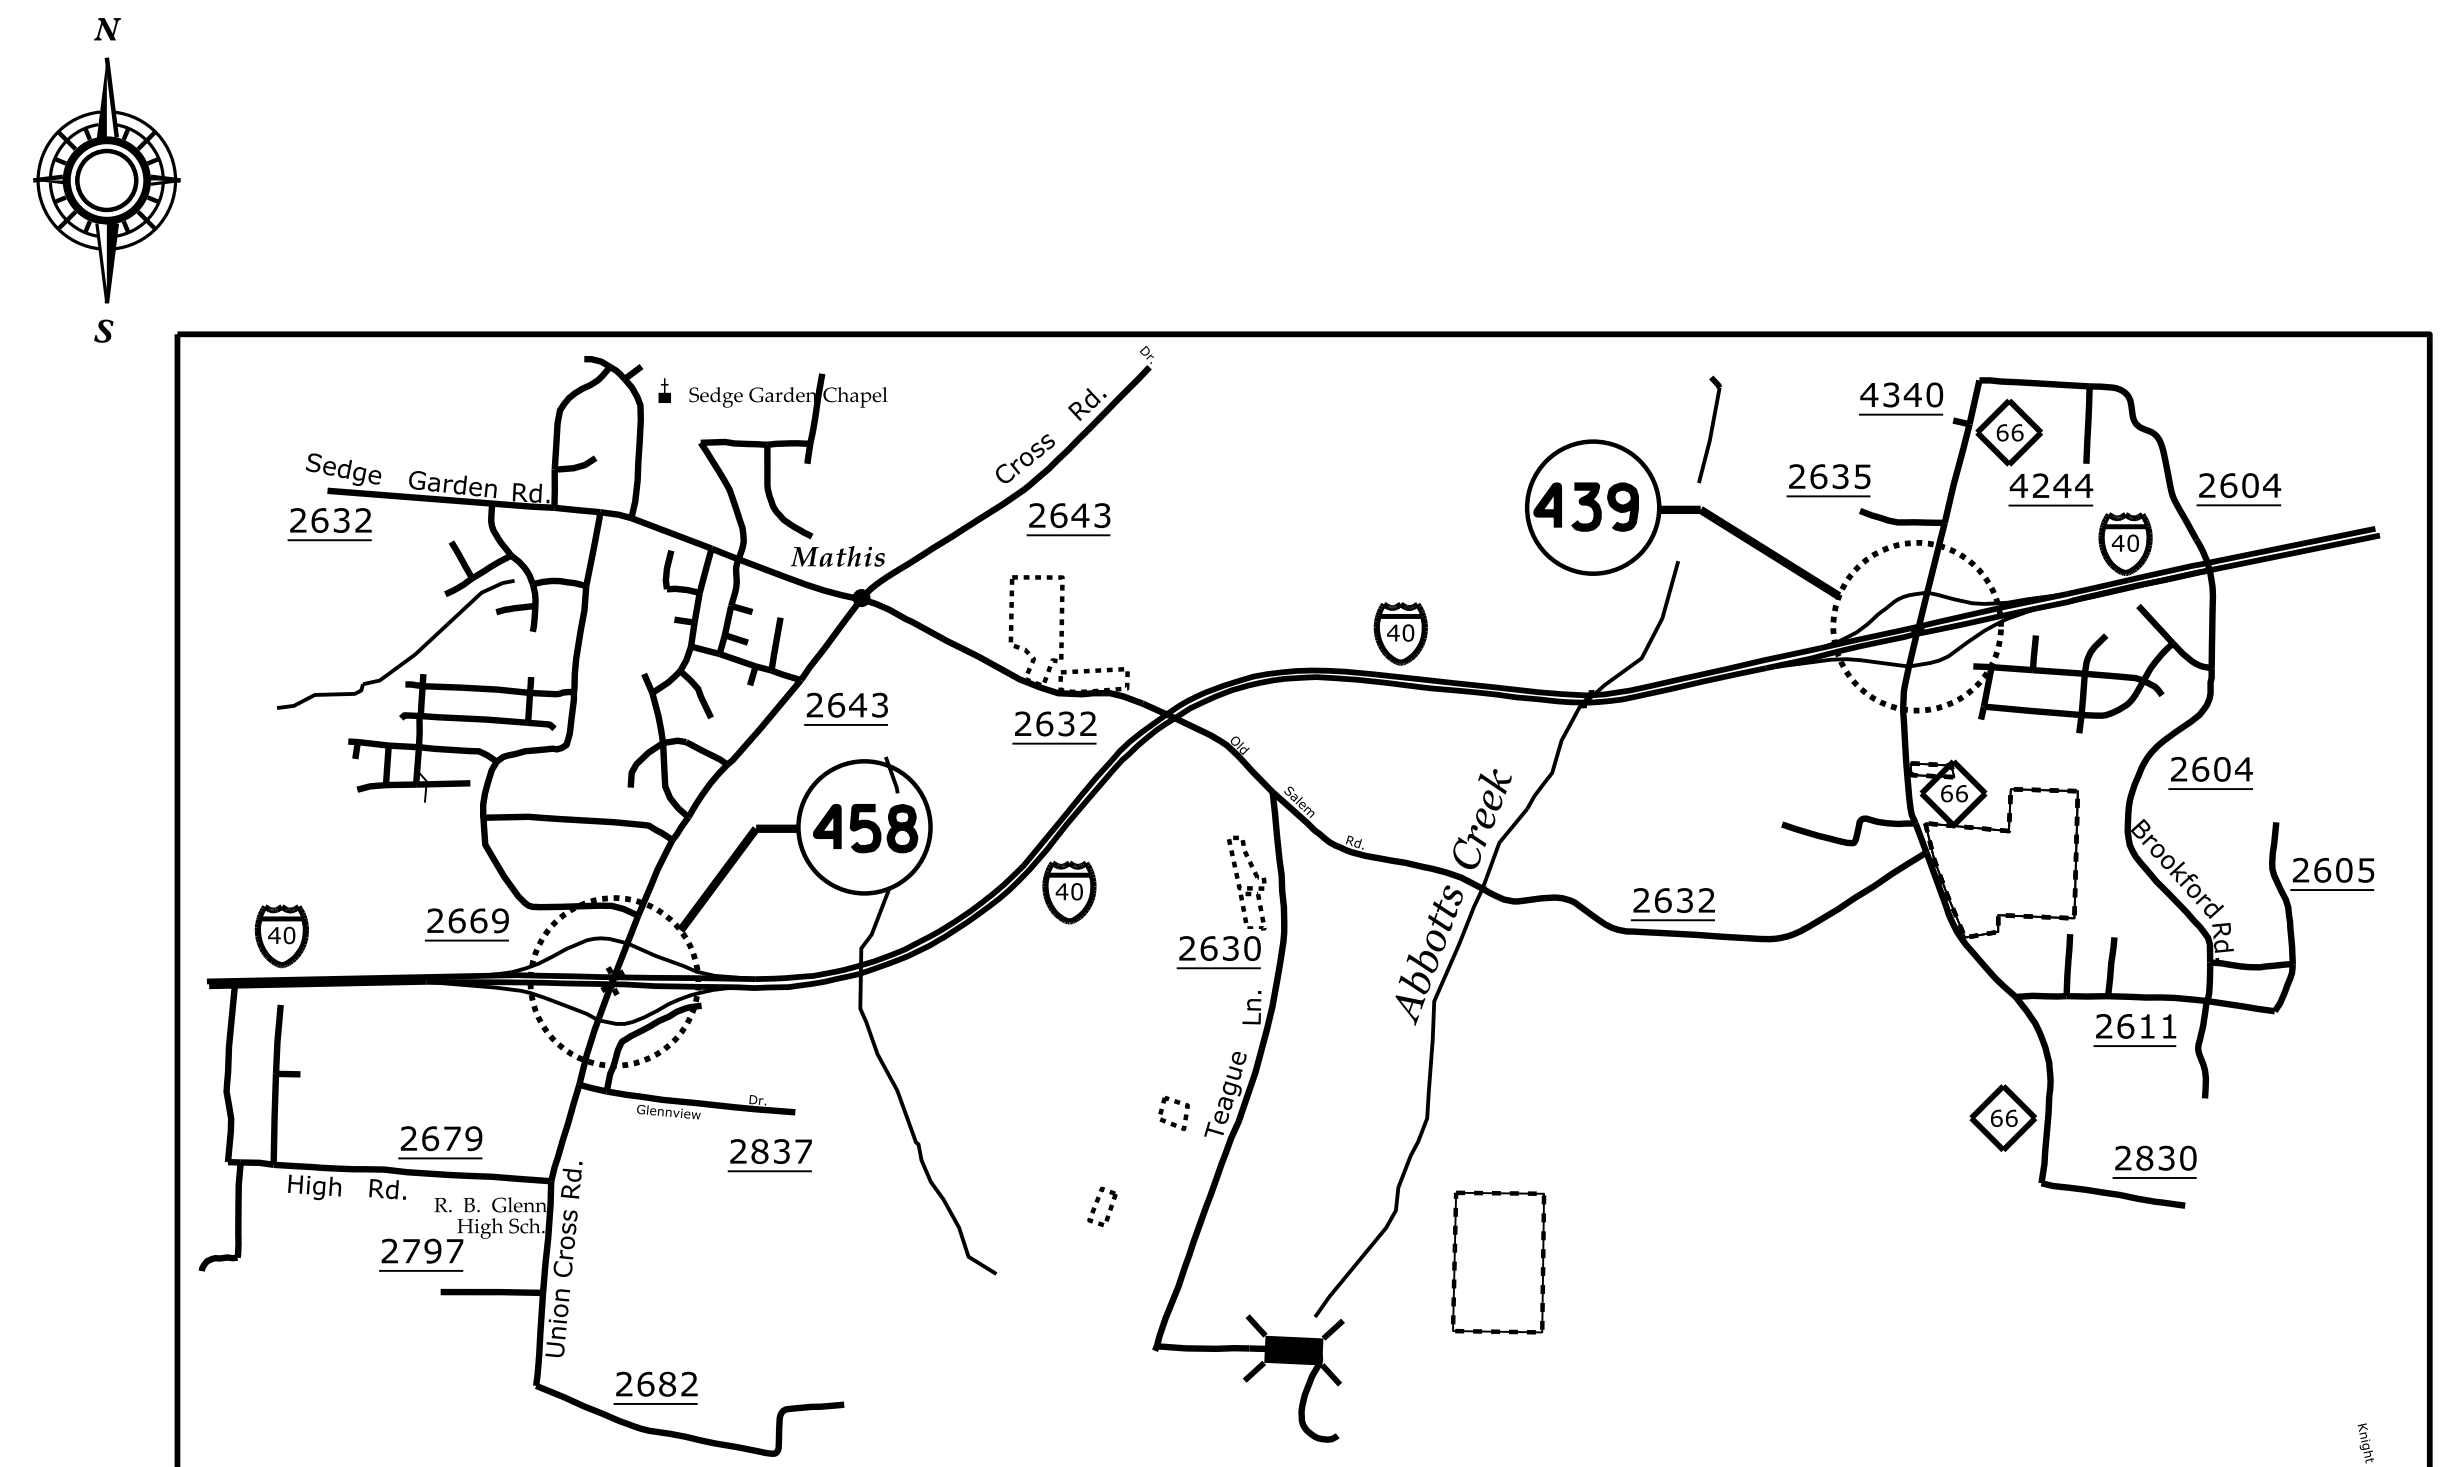 N
S
Dr.
Sedge Garden Chapel
4340
Cross Rd.
66
Sedge Garden Rd.
2635
4244
2604
439
2632
2643
40
Mathis
40
2643
2632
Old
2604
66
Salem
458
Brookford Rd.
Rd.
2605
40
Abbotts Creek
2632
2669
40
2630
Teague Ln.
2611
Dr.
Glennview
66
2679
2837
2830
High Rd.
R. B. Glenn
High Sch.
Union Cross Rd.
2797
2682
Knight